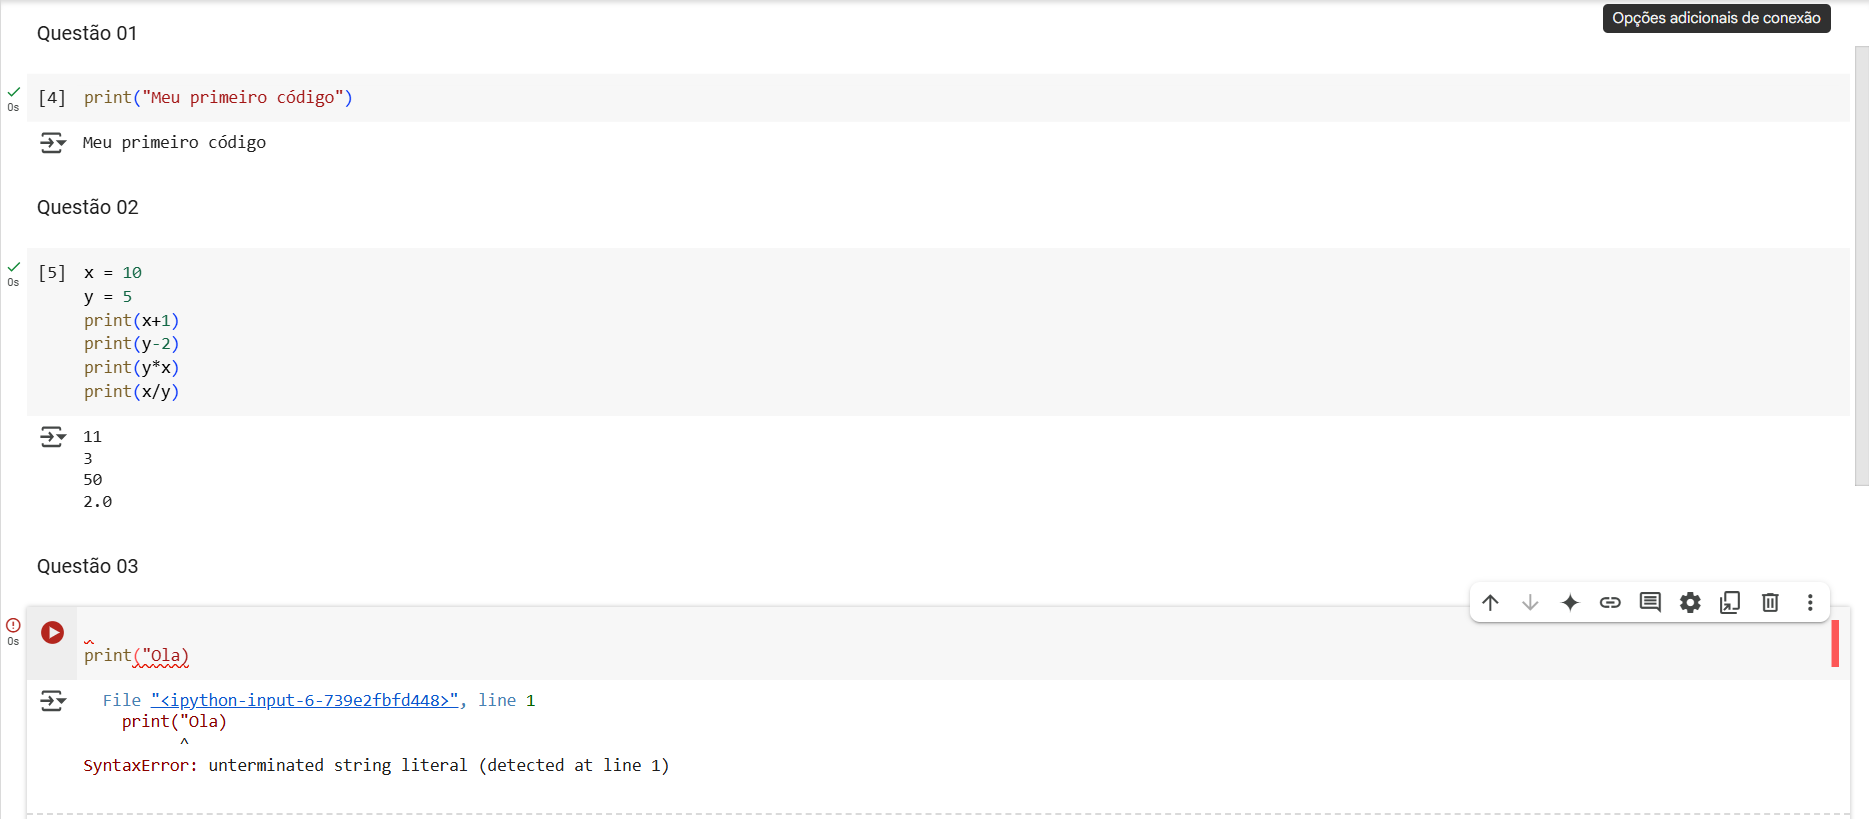 Opções adicionais de conexão
Questão 01
0s
[4] print("Meu primeiro código")
Meu primeiro código
Questão 02
0s
[5] x = 10
y = 5
print(x+1)
print(y-2)
print(y*x)
print(x/y)
11
3
50
2.0
Questão 03
0s
print("Ola)
File "<ipython-input-6-739e2fbfd448>", line 1
print("Ola)
^
SyntaxError: unterminated string literal (detected at line 1)